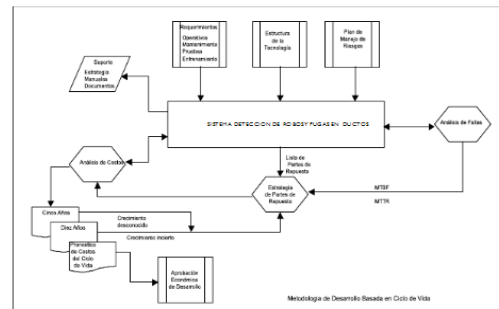 Requerimientos
Operativos
Mantenimiento
Pruebas
Entrenamiento
Estructura
de la
Tecnología
Plan de
Manejo de
Riesgos
Soporte
Estrategia
Manuales
Documentos
SISTEMA DETECCION DE ROBOS Y FUGAS EN DUCTOS
Análisis de Fallas
Análisis de Costos
Lista de
Partes de
Repuesto
Estrategia
de Partes de
Repuesto
MTBF
MTTR
Cinco Años
Diez Años
Pronóstico
de Costos
del Ciclo
de Vida
Crecimiento
desconocido
Crecimiento incierto
Aprobación
Económica
de Desarrollo
Metodología de Desarrollo Basada en Ciclo de Vida